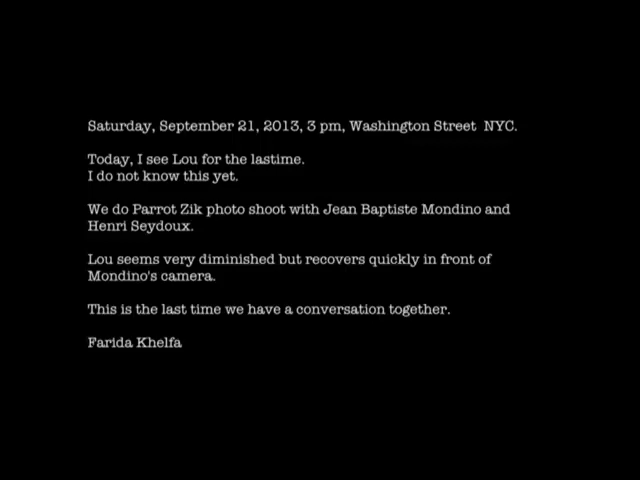 Saturday, September 21, 2013, 3 pm, Washington Street  NYC.
Today, I see Lou for the lastime.
I do not know this yet.
We do Parrot Zik photo shoot with Jean Baptiste Mondino and
Henri Seydoux.
Lou seems very diminished but recovers quickly in front of
Mondino's camera.
This is the last time we have a conversation together.
Farida Khelfa